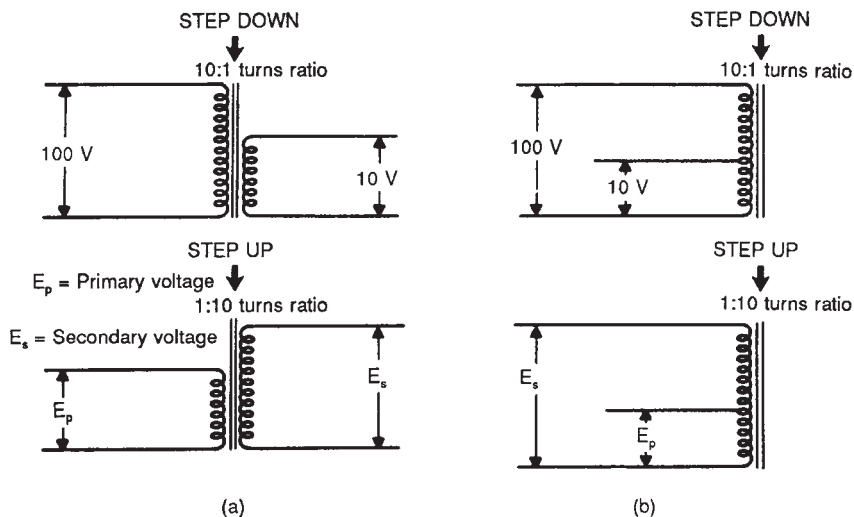 STEP DOWN
10:1 turns ratio
100 V
10 V
STEP UP
Eₚ = Primary voltage
1:10 turns ratio
Eₛ = Secondary voltage
Eₚ
Eₛ
(a)
STEP DOWN
10:1 turns ratio
100 V
10 V
STEP UP
1:10 turns ratio
Eₛ
Eₚ
(b)